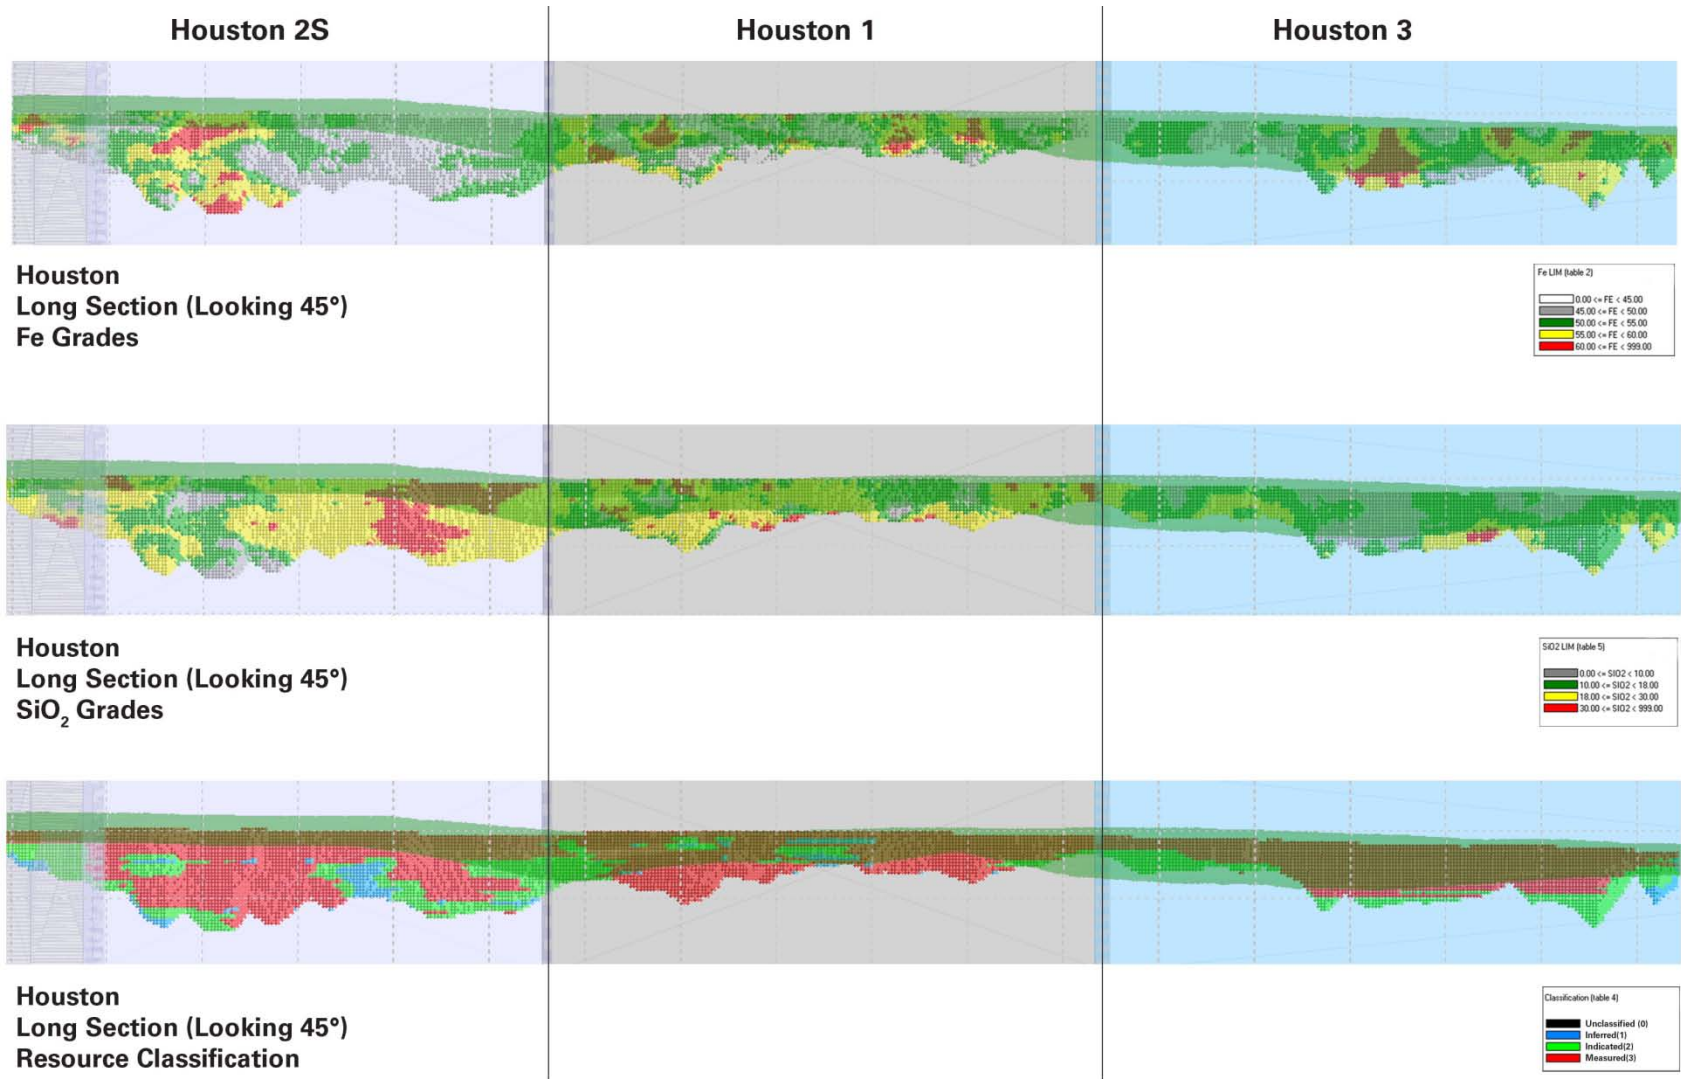 Houston 2S
Houston 1
Houston 3
Houston
Long Section (Looking 45°)
Fe Grades
Fe LIM (table 2)
0.00 <= FE < 45.00
45.00 <= FE < 50.00
50.00 <= FE < 55.00
55.00 <= FE < 60.00
60.00 <= FE < 999.00
Houston
Long Section (Looking 45°)
SiO₂ Grades
SiO2 LIM (table 5)
0.00 <= SIO2 < 10.00
10.00 <= SIO2 < 18.00
18.00 <= SIO2 < 30.00
30.00 <= SIO2 < 999.00
Houston
Long Section (Looking 45°)
Resource Classification
Classification (table 4)
Unclassified (0)
Inferred(1)
Indicated(2)
Measured(3)